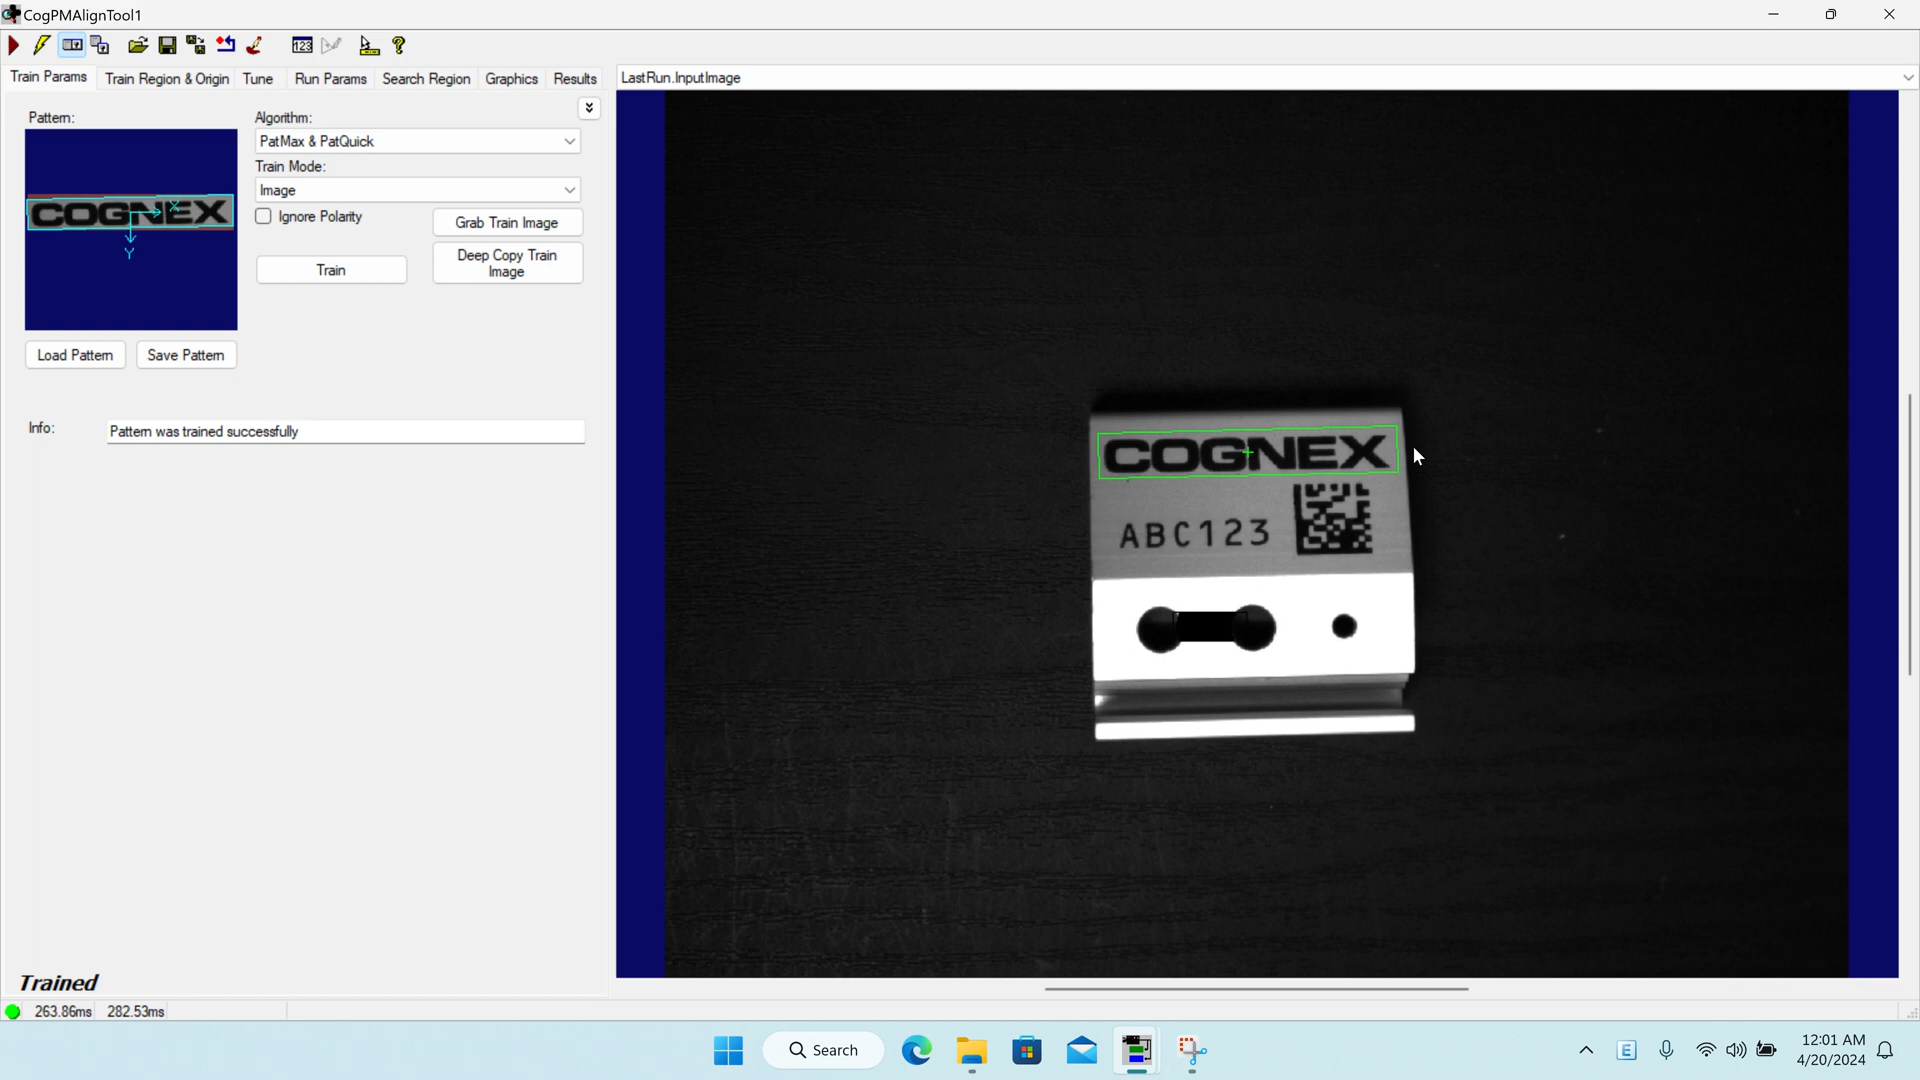 CogPMAlignTool1
Train Params Train Region & Origin Tune Run Params Search Region Graphics Results
LastRun.InputImage
Pattern:
Algorithm:
PatMax & PatQuick
Train Mode:
Image
Ignore Polarity
Grab Train Image
Train
Deep Copy Train
Image
COGNEX
X
Y
Load Pattern Save Pattern
Info:
Pattern was trained successfully
COGNEX
ABC123
Trained
263.86ms 282.53ms
Search
12:01 AM
4/20/2024